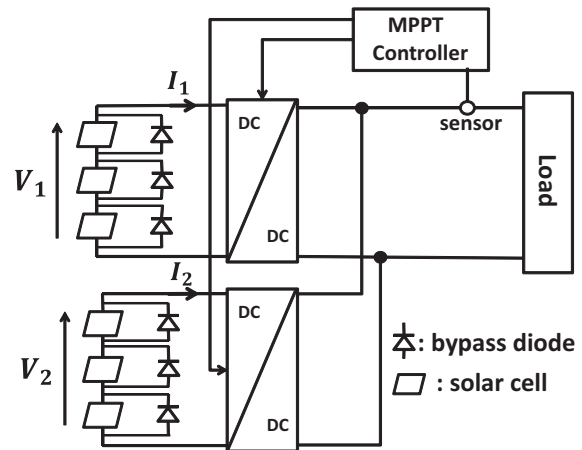 MPPT
Controller
I₁
DC
sensor
V₁
Load
DC
I₂
DC
V₂
: bypass diode
: solar cell
DC